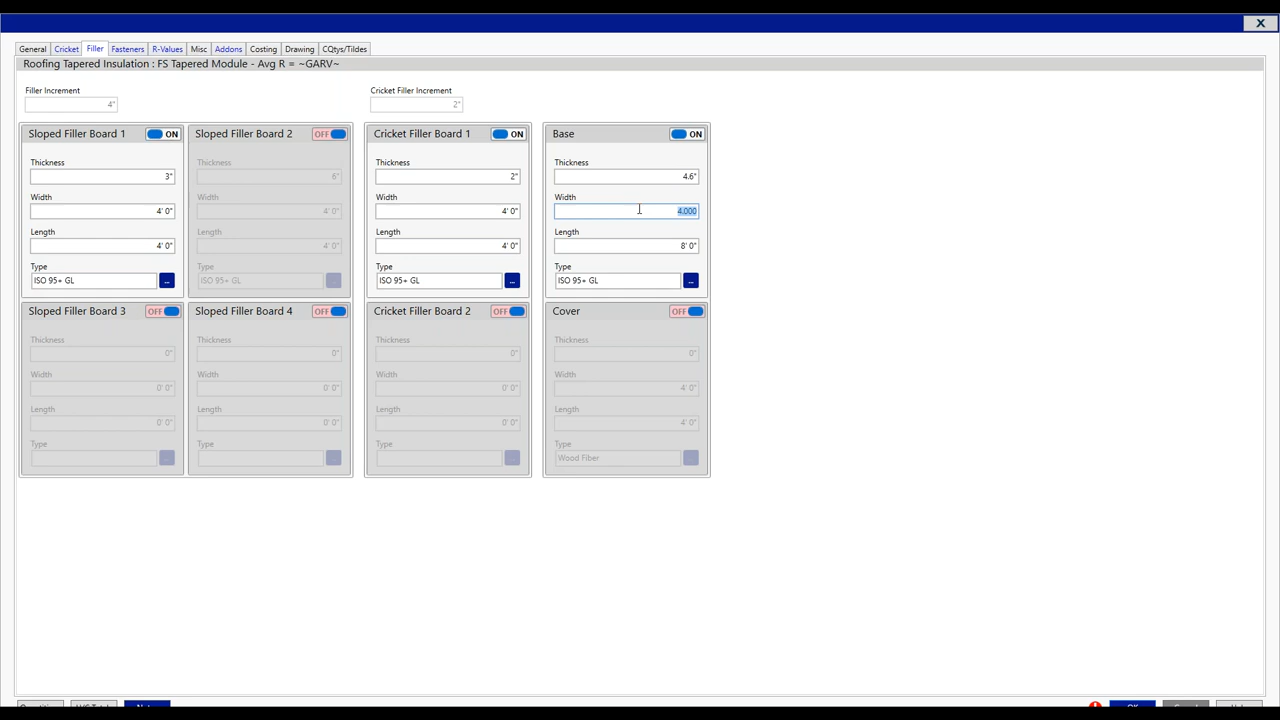 X
General Cricket Filler Fasteners R-Values Misc Addons Costing Drawing CQtys/Tildes
Roofing Tapered Insulation : FS Tapered Module - Avg R = ~GARV~
Filler Increment Cricket Filler Increment
4" 2"
Sloped Filler Board 1 ON Sloped Filler Board 2 OFF Cricket Filler Board 1 ON Base ON
Thickness Thickness Thickness Thickness
3" 6" 2" 4.6"
Width Width Width Width
4' 0" 4' 0" 4' 0" 4.000
Length Length Length Length
4' 0" 4' 0" 4' 0" 8' 0"
Type Type Type Type
ISO 95+ GL ... ISO 95+ GL ... ISO 95+ GL ... ISO 95+ GL ...
Sloped Filler Board 3 OFF Sloped Filler Board 4 OFF Cricket Filler Board 2 OFF Cover OFF
Thickness Thickness Thickness Thickness
0" 0" 0" 0"
Width Width Width Width
0' 0" 0' 0" 0' 0" 4' 0"
Length Length Length Length
0' 0" 0' 0" 0' 0" 4' 0"
Type Type Type Type
... ... ... Wood Fiber ...